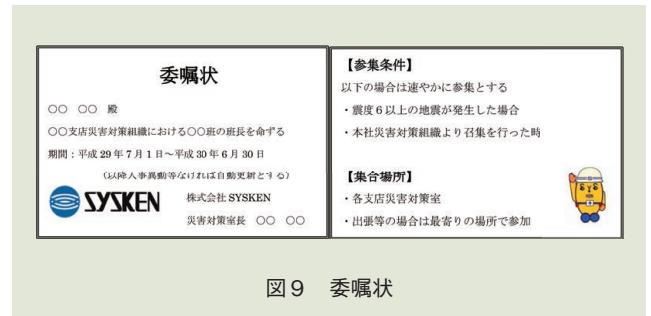 委嘱状
○○ ○○ 殿
○○支店災害対策組織における○○班の班長を命ずる
期間：平成29年7月1日～平成30年6月30日
(以降人事異動等なければ自動更新とする)
SYSKEN
株式会社 SYSKEN
災害対策室長 ○○ ○○
【参集条件】
以下の場合は速やかに参集とする
・震度6以上の地震が発生した場合
・本社災害対策組織より召集を行った時
【集合場所】
・各支店災害対策室
・出張等の場合は最寄りの場所で参加
図9 委嘱状